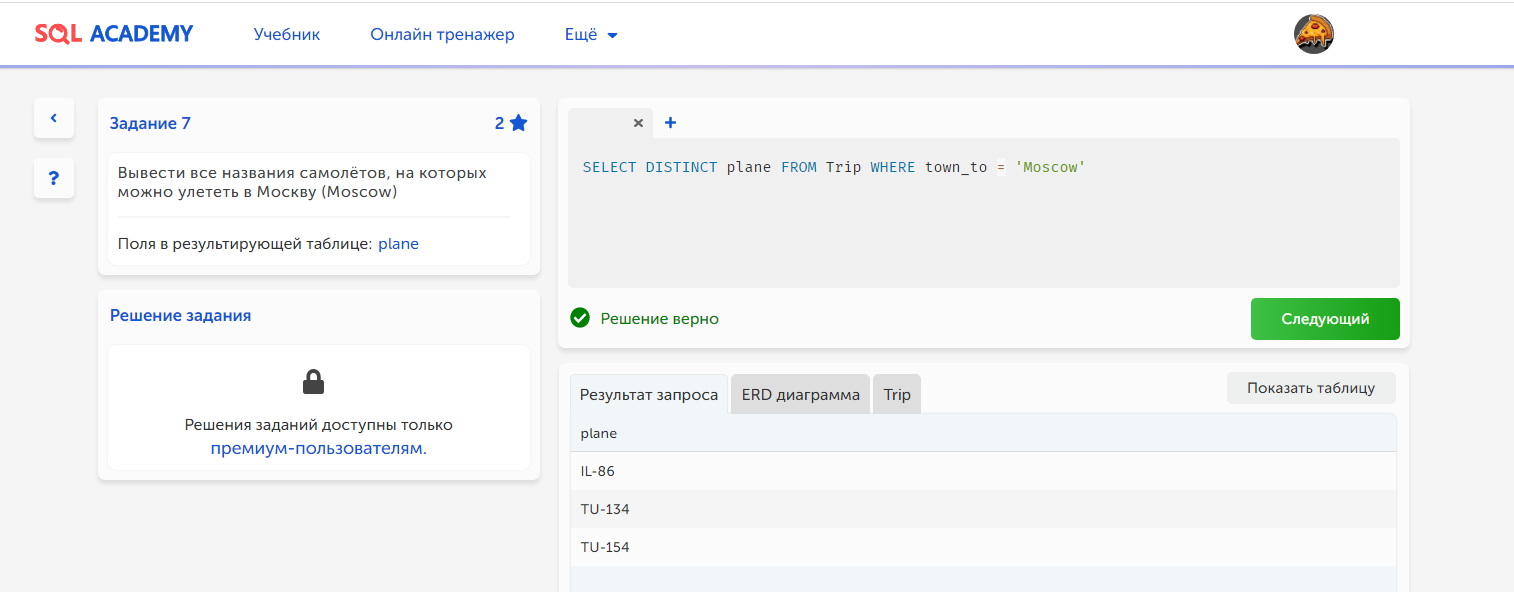 SQL ACADEMY
Учебник
Онлайн тренажер
Ещё
Задание 7
2
Вывести все названия самолётов, на которых
можно улететь в Москву (Moscow)
Поля в результирующей таблице: plane
?
Решение задания
Решения заданий доступны только
премиум-пользователям.
SELECT DISTINCT plane FROM Trip WHERE town_to = 'Moscow'
Решение верно
Следующий
Результат запроса
ERD диаграмма
Trip
Показать таблицу
plane
IL-86
TU-134
TU-154